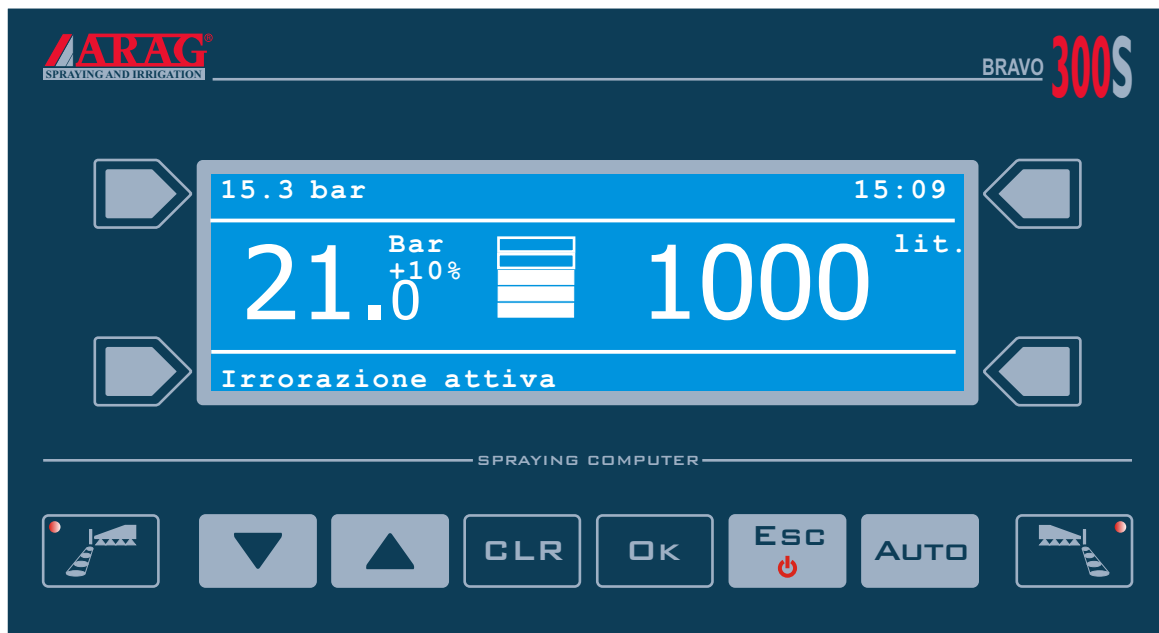 ARAG®
SPRAYING AND IRRIGATION
BRAVO 300S
15.3 bar 15:09
21.0 Bar +10% 1000 lit.
Irrorazione attiva
SPRAYING COMPUTER
CLR OK ESC AUTO